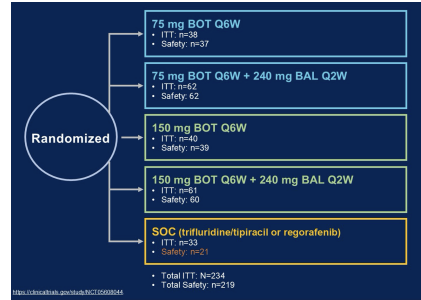 75 mg BOT Q6W
• ITT: n=38
• Safety: n=37
75 mg BOT Q6W + 240 mg BAL Q2W
• ITT: n=62
• Safety: 62
Randomized
150 mg BOT Q6W
• ITT: n=40
• Safety: n=39
150 mg BOT Q6W + 240 mg BAL Q2W
• ITT: n=61
• Safety: 60
SOC (trifluridine/tipiracil or regorafenib)
• ITT: n=33
• Safety: n=21
• Total ITT: N=234
• Total Safety: n=219
https://clinicaltrials.gov/study/NCT05608044